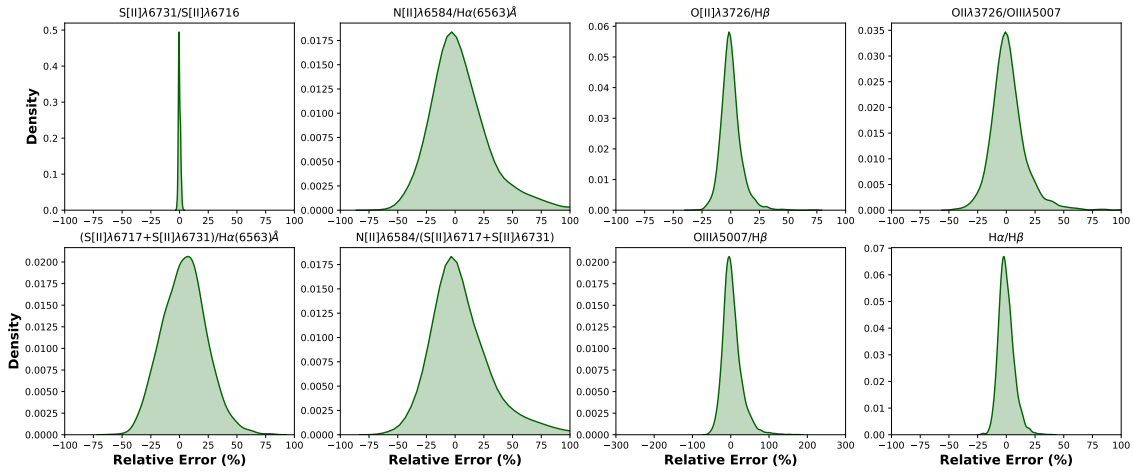 S[II]λ6731/S[II]λ6716
N[II]λ6584/Hα(6563)Å
O[II]λ3726/Hβ
OIIλ3726/OIIIλ5007
Density
0.5
0.4
0.3
0.2
0.1
0.0
−100 −75 −50 −25 0 25 50 75 100
0.0175
0.0150
0.0125
0.0100
0.0075
0.0050
0.0025
0.0000
−100 −75 −50 −25 0 25 50 75 100
0.06
0.05
0.04
0.03
0.02
0.01
0.00
−100 −75 −50 −25 0 25 50 75 100
0.035
0.030
0.025
0.020
0.015
0.010
0.005
0.000
−100 −75 −50 −25 0 25 50 75 100
(S[II]λ6717+S[II]λ6731)/Hα(6563)Å
N[II]λ6584/(S[II]λ6717+S[II]λ6731)
OIIIλ5007/Hβ
Hα/Hβ
Density
0.0200
0.0175
0.0150
0.0125
0.0100
0.0075
0.0050
0.0025
0.0000
−100 −75 −50 −25 0 25 50 75 100
Relative Error (%)
0.0175
0.0150
0.0125
0.0100
0.0075
0.0050
0.0025
0.0000
−100 −75 −50 −25 0 25 50 75 100
Relative Error (%)
0.0200
0.0175
0.0150
0.0125
0.0100
0.0075
0.0050
0.0025
0.0000
−300 −200 −100 0 100 200 300
Relative Error (%)
0.07
0.06
0.05
0.04
0.03
0.02
0.01
0.00
−100 −75 −50 −25 0 25 50 75 100
Relative Error (%)